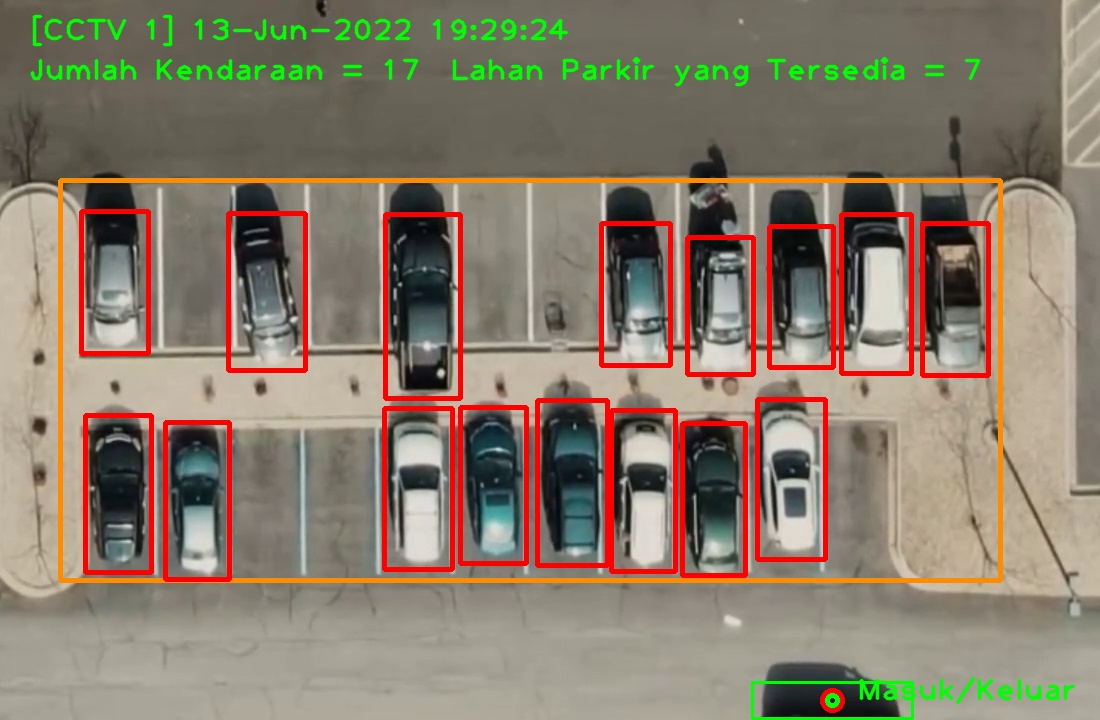 [CCTV 1] 13-Jun-2022 19:29:24
Jumlah Kendaraan = 17 Lahan Parkir yang Tersedia = 7
Masuk/Keluar